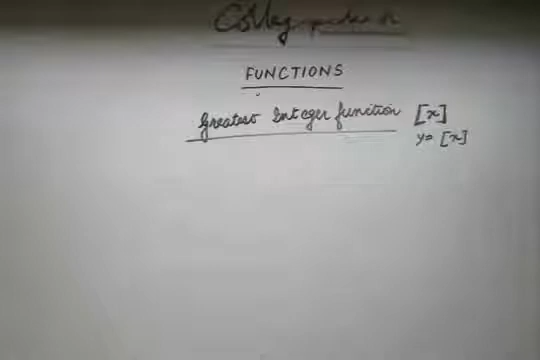 FUNCTIONS
Greatest Integer function [x]
y= [x]